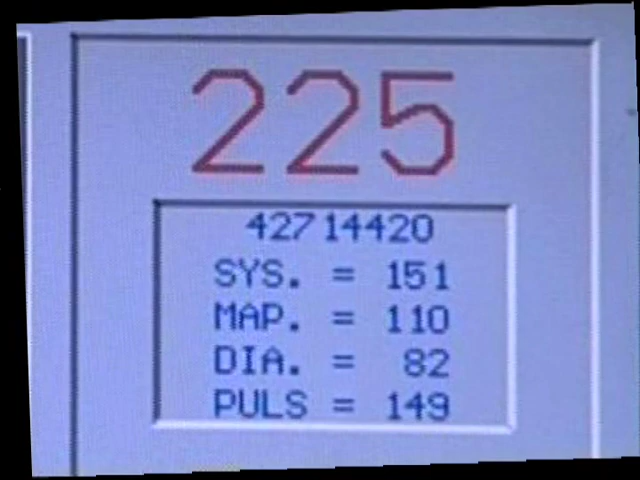 225
42714420
SYS. = 151
MAP. = 110
DIA. = 82
PULS = 149